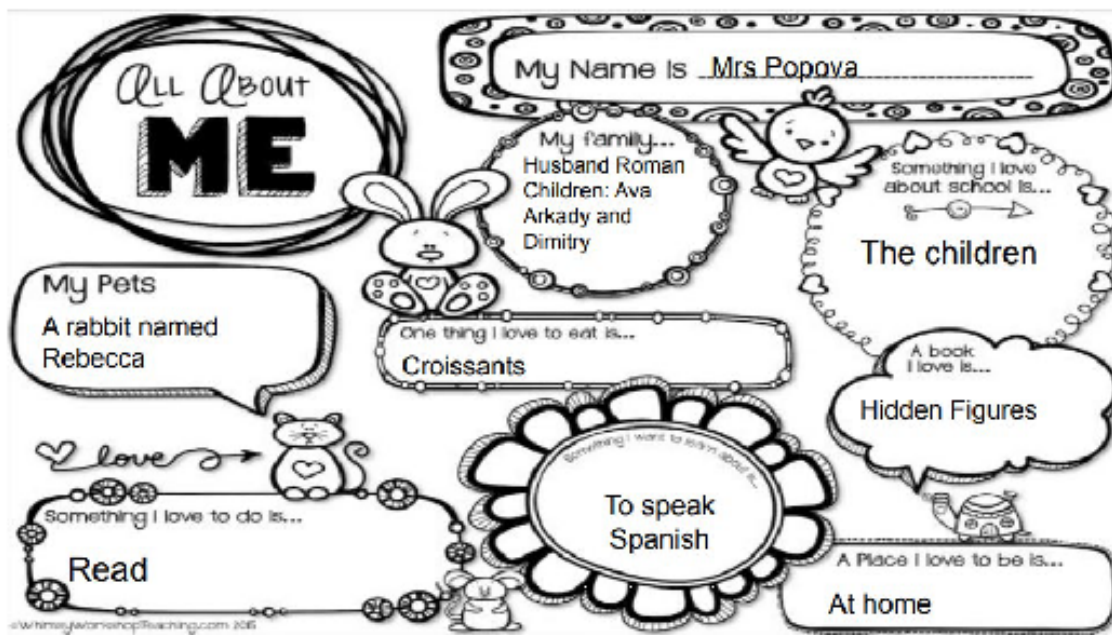 All About
ME
My Name Is Mrs Popova
My family...
Husband Roman
Children: Ava
Arkady and
Dimitry
Something I love
about school is...
The children
My Pets
A rabbit named
Rebecca
One thing I love to eat is...
Croissants
A book
I love is...
Hidden Figures
love
Something I want to learn about is...
To speak
Spanish
Something I love to do is...
Read
A Place I love to be is...
At home
©WhimsyWorkshopTeaching.com 2015